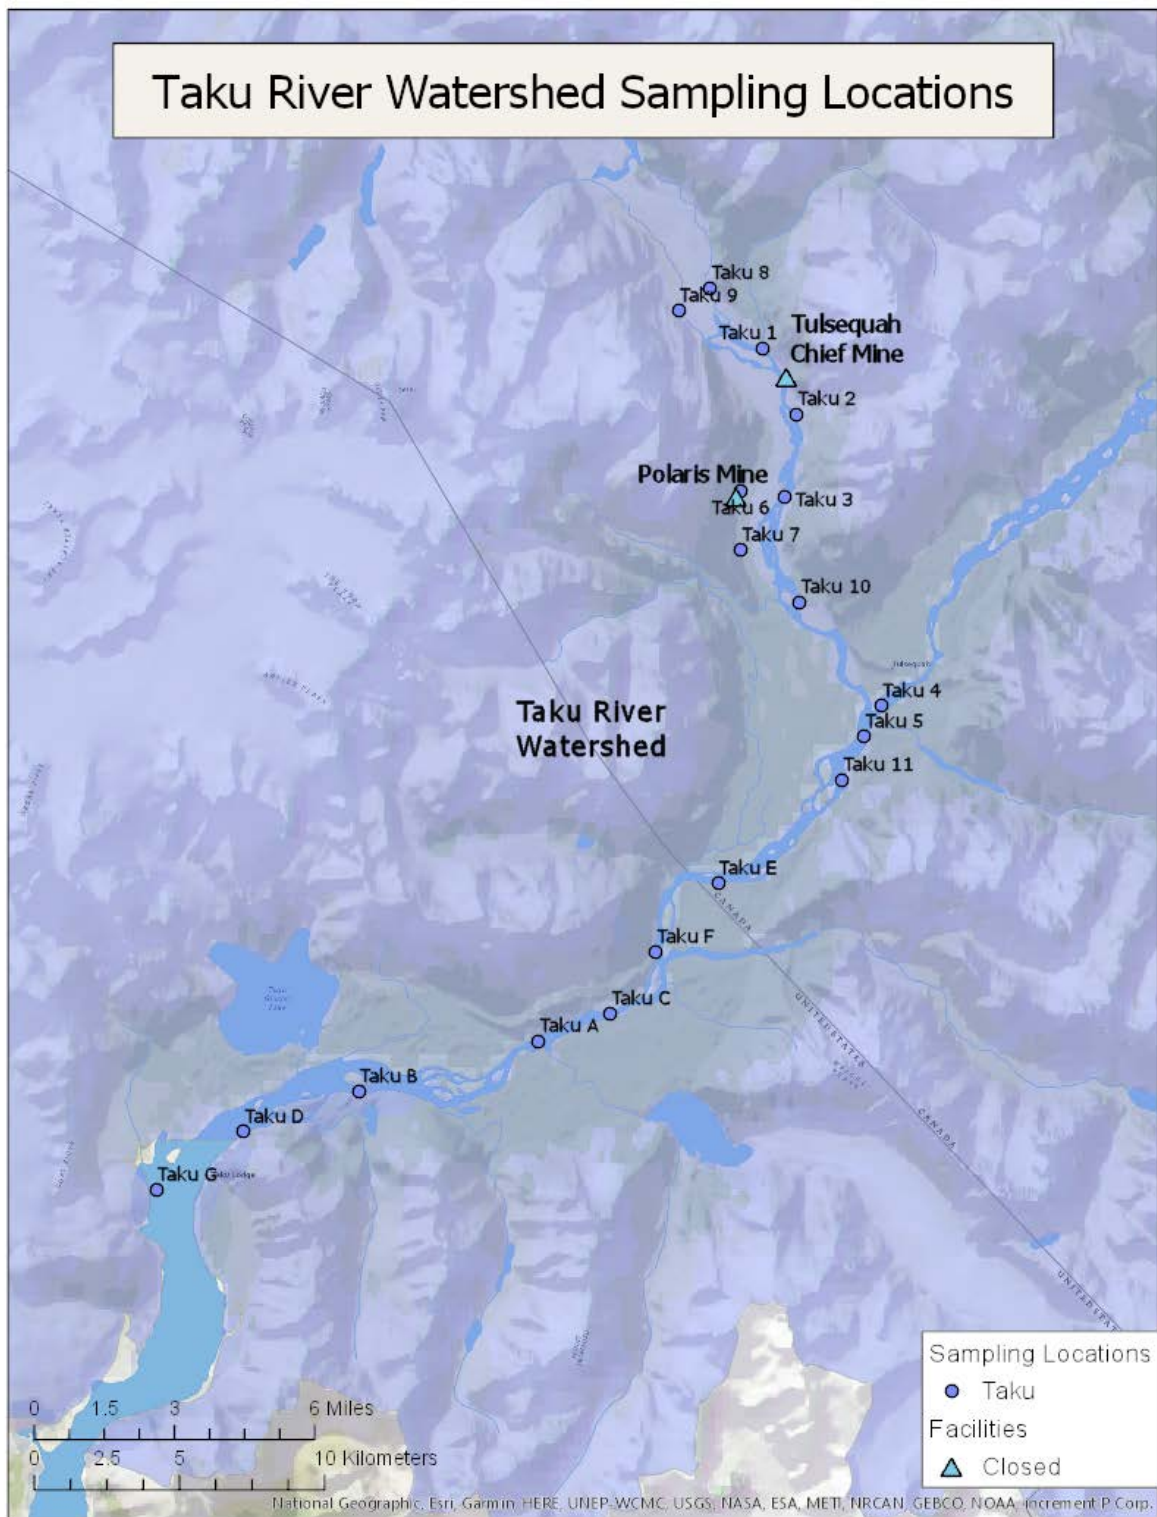 Taku River Watershed Sampling Locations
Taku 8
Taku 9
Taku 1
Tulsequah
Chief Mine
Taku 2
Polaris Mine
Taku 6
Taku 3
Taku 7
Taku 10
Tulsequah
Taku 4
Taku River
Watershed
Taku 5
Taku 11
Taku E
CANADA
Taku F
Taku C
UNITED STATES
Taku A
Taku B
CANADA
Taku D
Taku G
Lodge
UNITED STAT
0 1.5 3 6 Miles
0 2.5 5 10 Kilometers
Sampling Locations
Taku
Facilities
Closed
National Geographic, Esri, Garmin, HERE, UNEP-WCMC, USGS, NASA, ESA, METI, NRCAN, GEBCO, NOAA, increment P Corp.